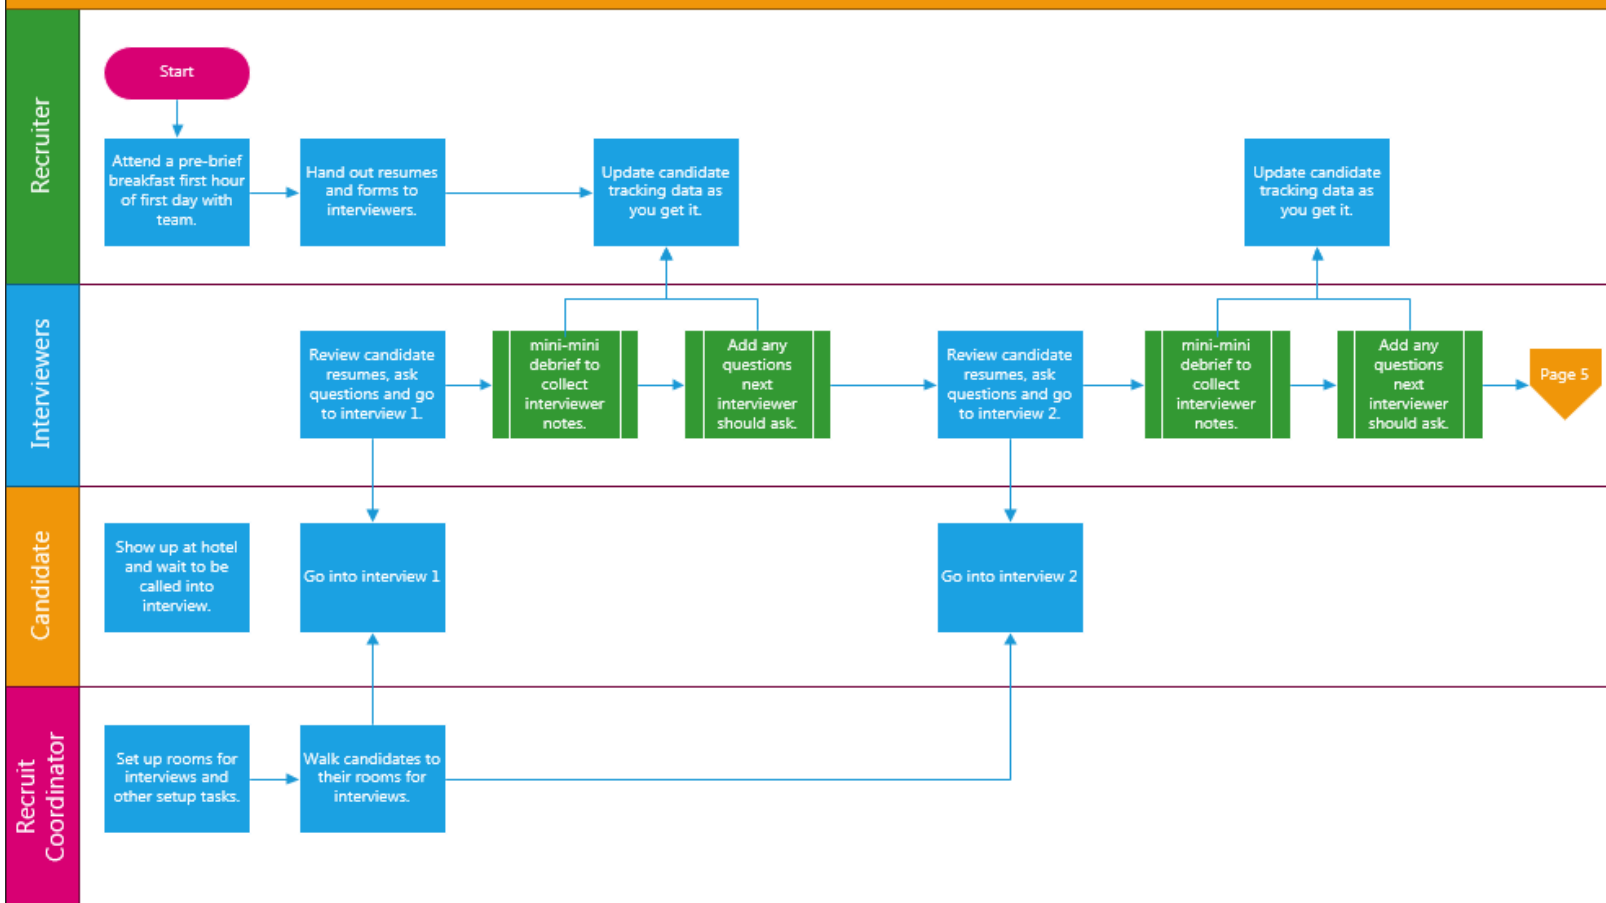 Recruiter
Start
Attend a pre-brief
breakfast first hour
of first day with
team.
Hand out resumes
and forms to
interviewers.
Update candidate
tracking data as
you get it.
Update candidate
tracking data as
you get it.
Interviewers
Review candidate
resumes, ask
questions and go
to interview 1.
mini-mini
debrief to
collect
interviewer
notes.
Add any
questions
next
interviewer
should ask.
Review candidate
resumes, ask
questions and go
to interview 2.
mini-mini
debrief to
collect
interviewer
notes.
Add any
questions
next
interviewer
should ask.
Page 5
Candidate
Show up at hotel
and wait to be
called into
interview.
Go into interview 1
Go into interview 2
Recruit
Coordinator
Set up rooms for
interviews and
other setup tasks.
Walk candidates to
their rooms for
interviews.